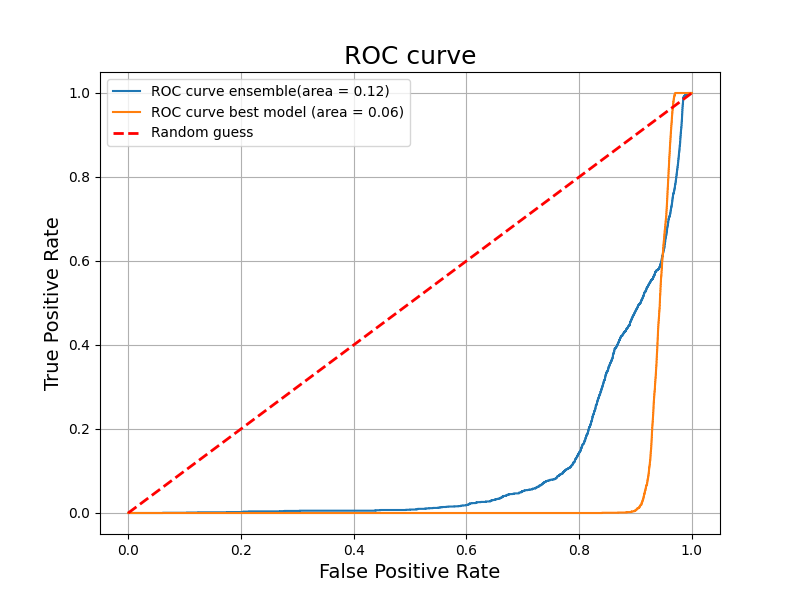 ROC curve
ROC curve ensemble(area = 0.12)
ROC curve best model (area = 0.06)
Random guess
True Positive Rate
1.0
0.8
0.6
0.4
0.2
0.0
0.0 0.2 0.4 0.6 0.8 1.0
False Positive Rate